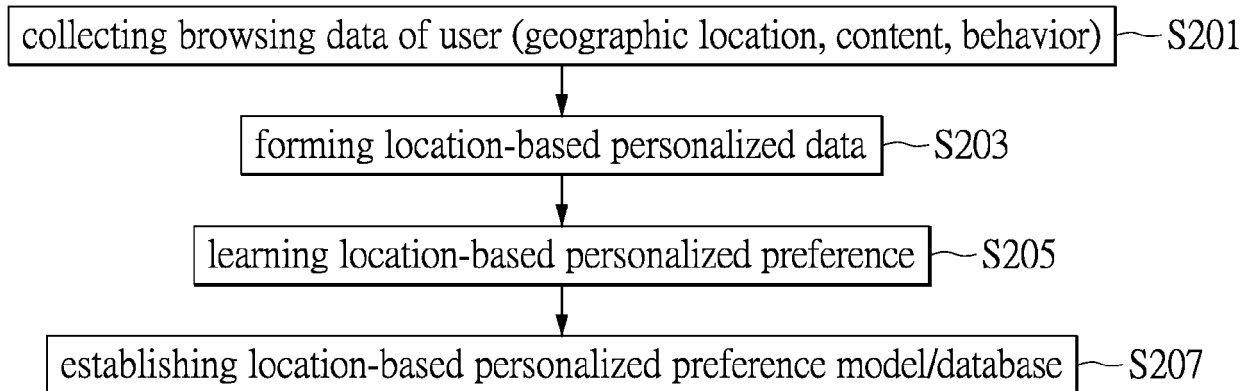 collecting browsing data of user (geographic location, content, behavior) S201
forming location-based personalized data S203
learning location-based personalized preference S205
establishing location-based personalized preference model/database S207